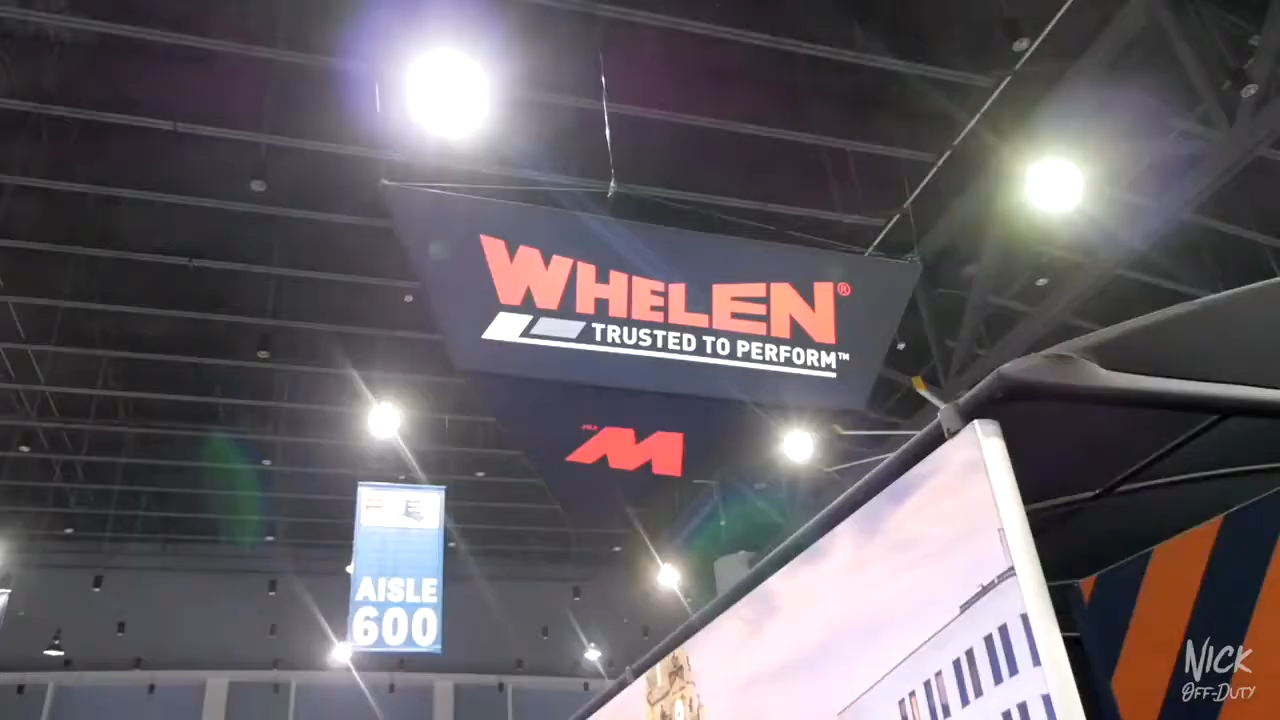 WHELEN®
TRUSTED TO PERFORM™
M
AISLE
600
NICK
OFF-DUTY